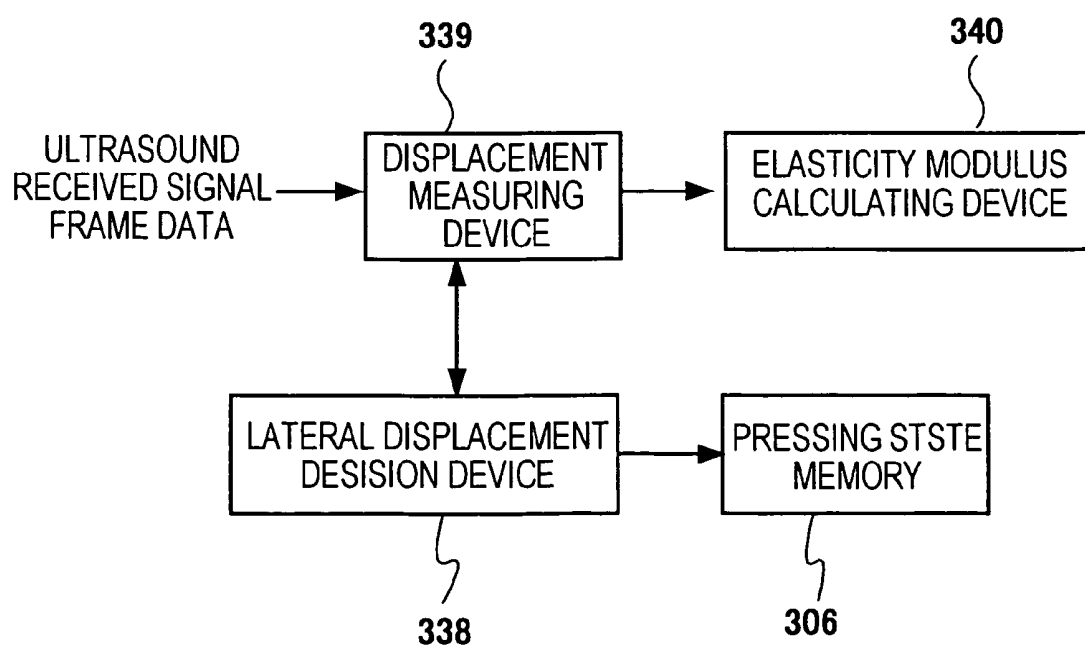 339
340
ULTRASOUND
RECEIVED SIGNAL
FRAME DATA
DISPLACEMENT
MEASURING
DEVICE
ELASTICITY MODULUS
CALCULATING DEVICE
LATERAL DISPLACEMENT
DESISION DEVICE
PRESSING STSTE
MEMORY
338
306